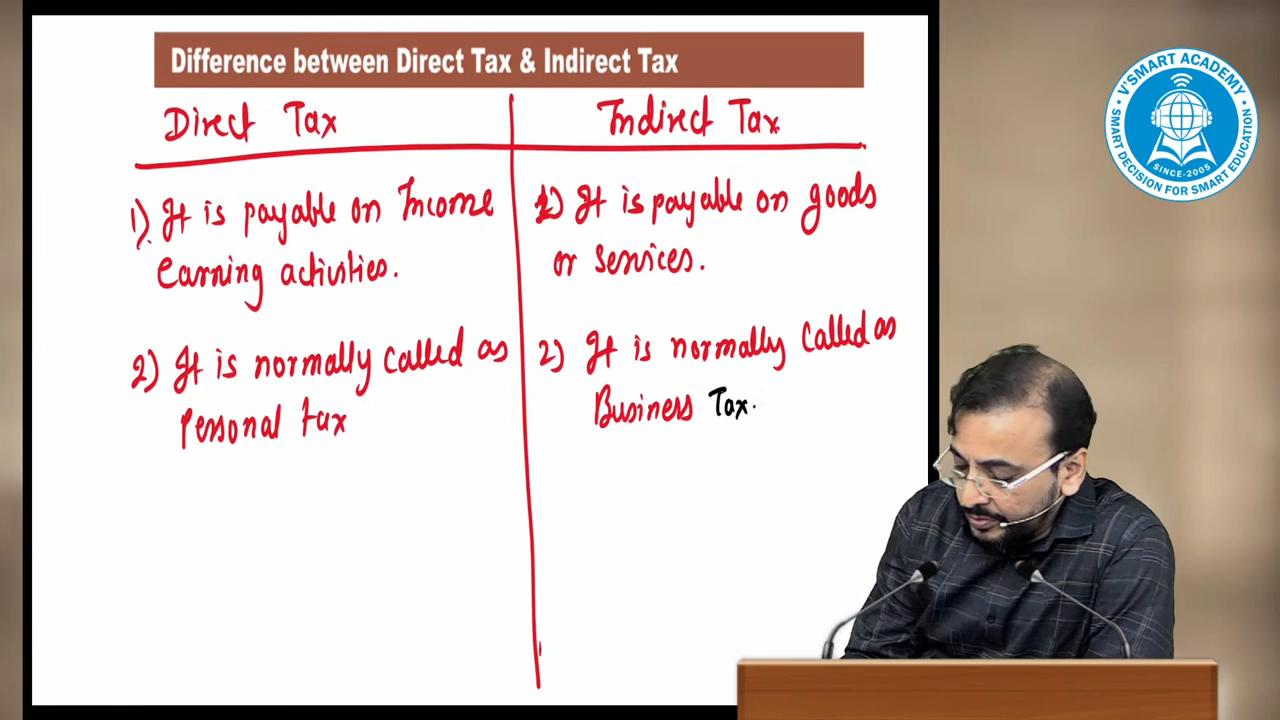 Difference between Direct Tax & Indirect Tax
Direct Tax
1) It is payable on Income
earning activities.
2) It is normally called as
Personal tax
Indirect Tax
1) It is payable on goods
or services.
2) It is normally called as
Business Tax.
V'SMART ACADEMY
SINCE-2005
SMART DECISION FOR SMART EDUCATION